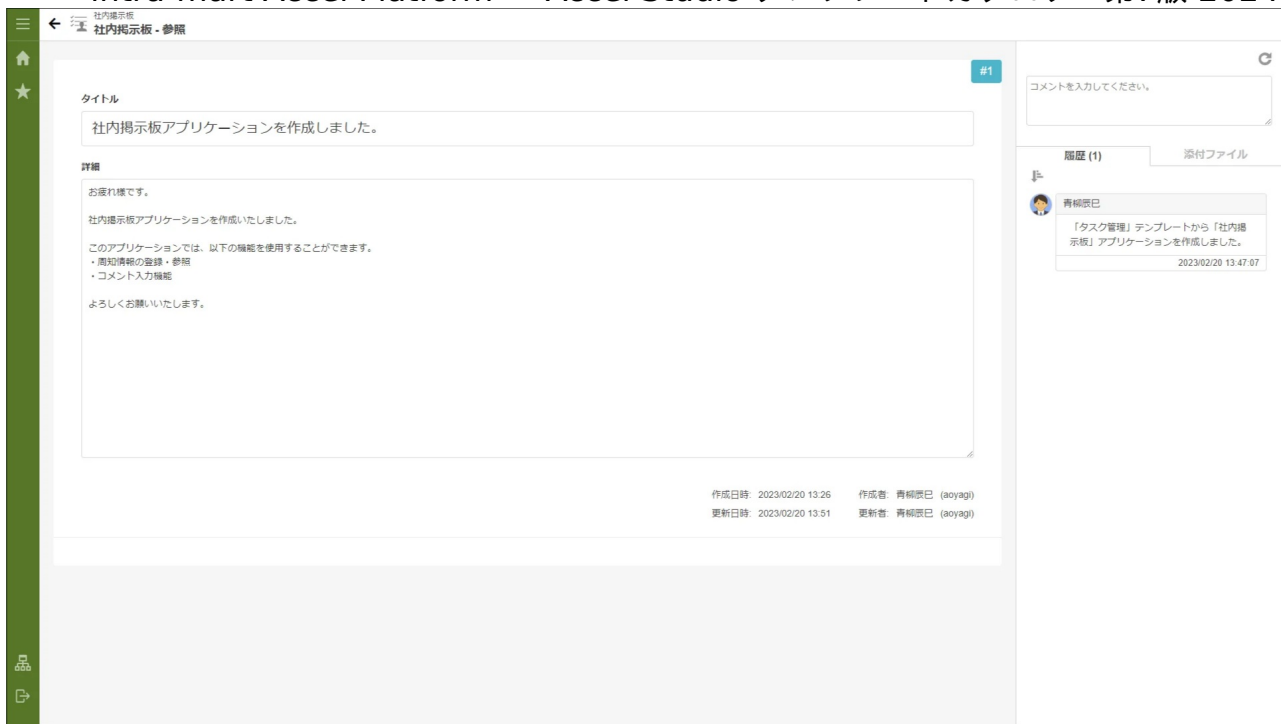 社内掲示板
社内掲示板 - 参照
#1
タイトル
社内掲示板アプリケーションを作成しました。
詳細
お疲れ様です。
社内掲示板アプリケーションを作成いたしました。
このアプリケーションでは、以下の機能を使用することができます。
・周知情報の登録・参照
・コメント入力機能
よろしくお願いいたします。
作成日時: 2023/02/20 13:26 作成者: 青柳辰巳 (aoyagi)
更新日時: 2023/02/20 13:51 更新者: 青柳辰巳 (aoyagi)
コメントを入力してください。
履歴 (1) 添付ファイル
青柳辰巳
「タスク管理」テンプレートから「社内掲
示板」アプリケーションを作成しました。
2023/02/20 13:47:07